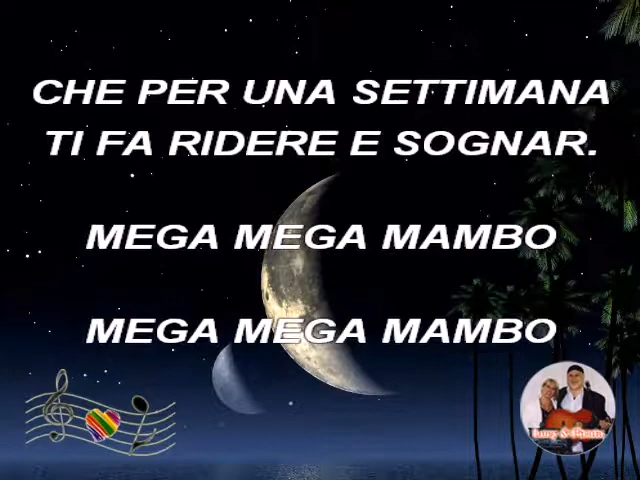 CHE PER UNA SETTIMANA
TI FA RIDERE E SOGNAR.
MEGA MEGA MAMBO
MEGA MEGA MAMBO